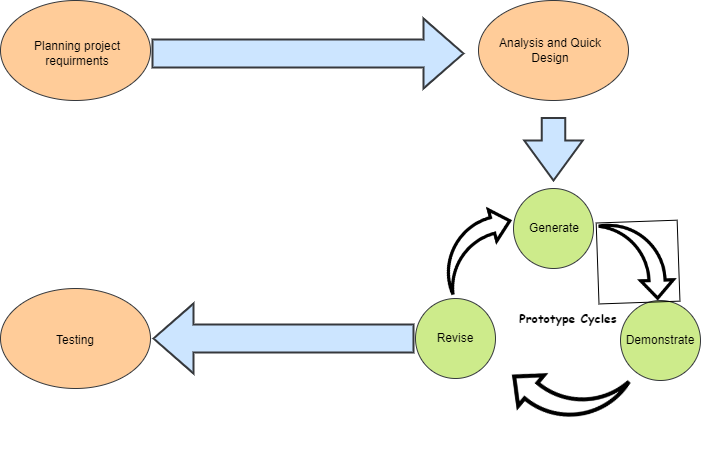 Planning project
requirments
Analysis and Quick
Design
Generate
Prototype Cycles
Demonstrate
Revise
Testing